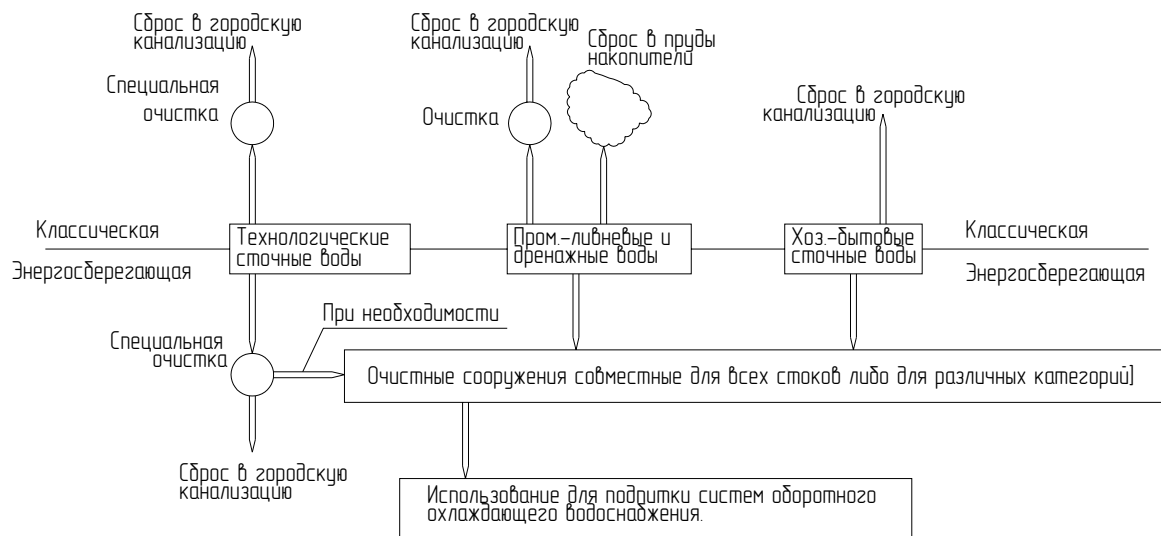 Сброс в городскую
канализацию
Специальная
очистка
Сброс в городскую
канализацию
Очистка
Сброс в пруды
накопители
Сброс в городскую
канализацию
Классическая
Энергосберегающая
Технологические
сточные воды
Пром.-ливневые и
дренажные воды
Хоз.-бытовые
сточные воды
Классическая
Энергосберегающая
При необходимости
Специальная
очистка
Очистные сооружения совместные для всех стоков либо для различных категорий]
Сброс в городскую
канализацию
Использование для подпитки систем оборотного
охлаждающего водоснабжения.